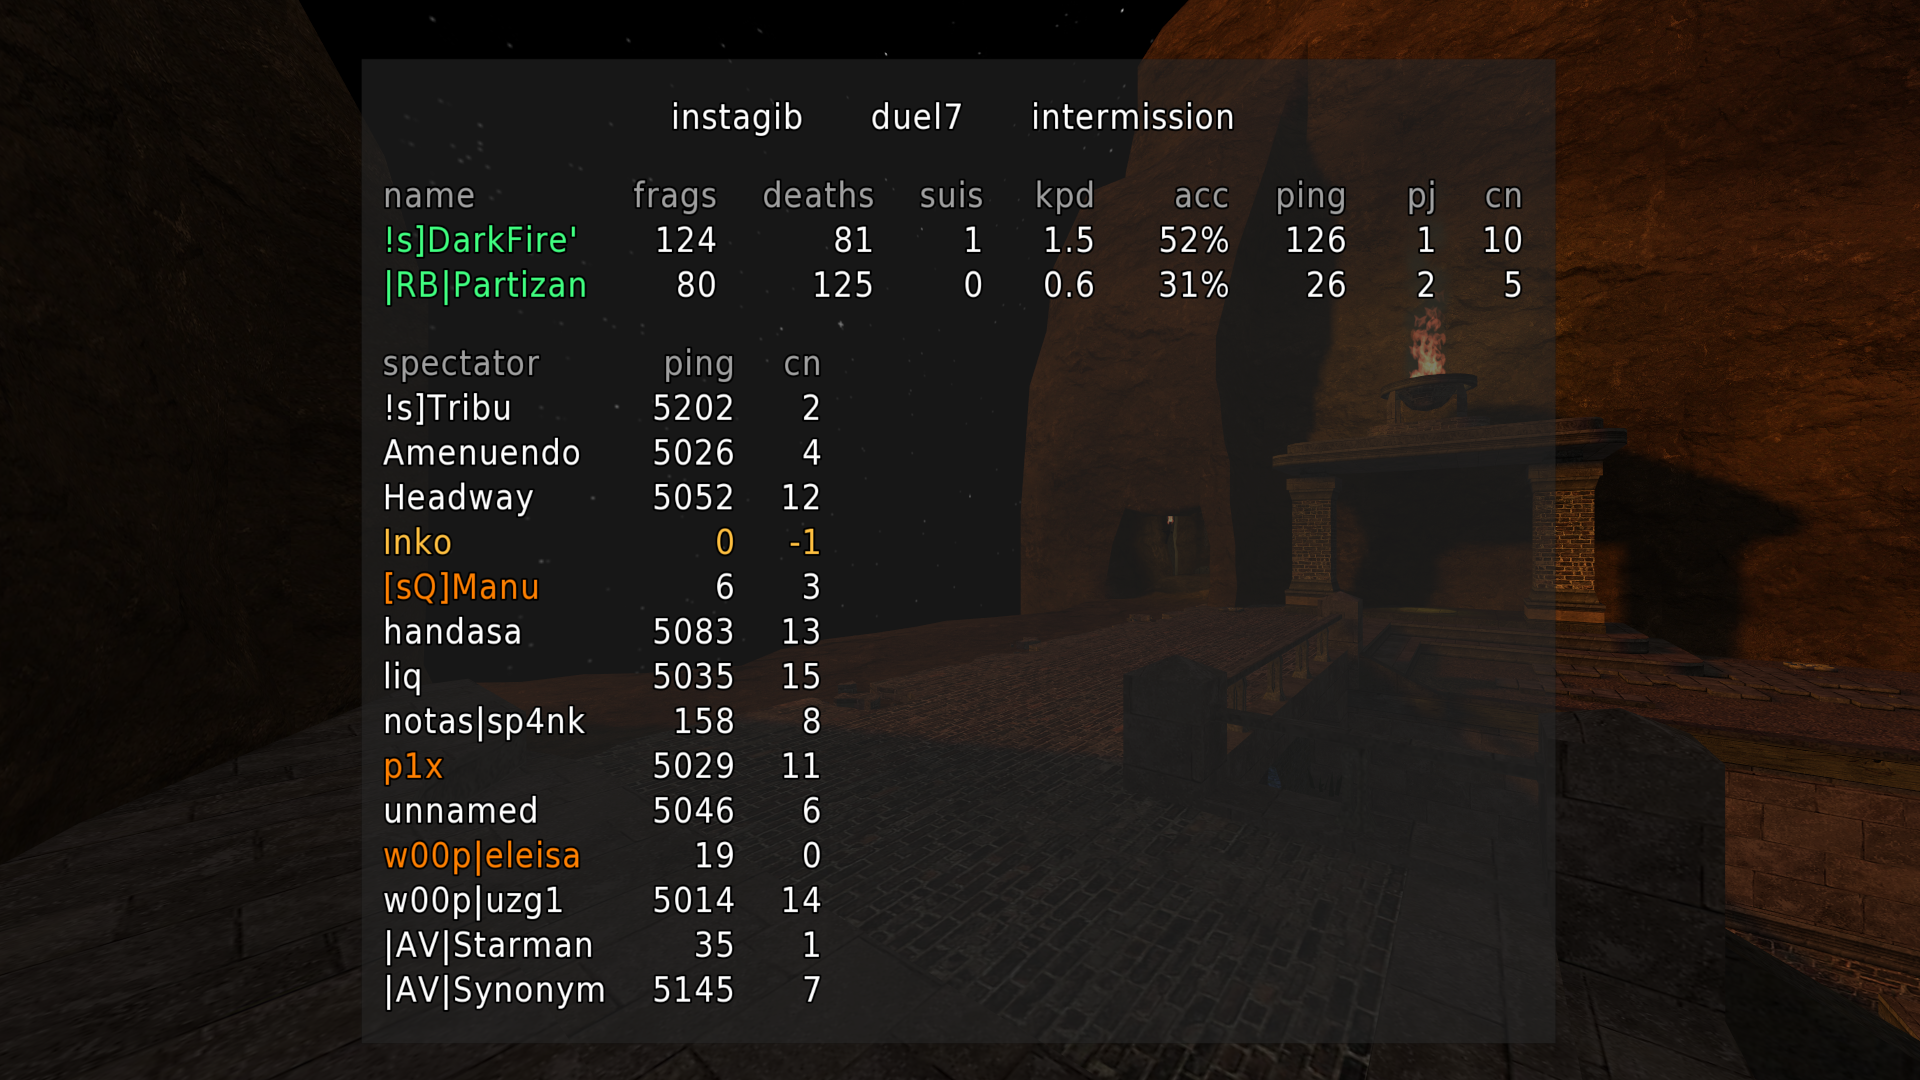 instagib duel7 intermission
name frags deaths suis kpd acc ping pj cn
!s]DarkFire' 124 81 1 1.5 52% 126 1 10
|RB|Partizan 80 125 0 0.6 31% 26 2 5
spectator ping cn
!s]Tribu 5202 2
Amenuendo 5026 4
Headway 5052 12
Inko 0 -1
[sQ]Manu 6 3
handasa 5083 13
liq 5035 15
notas|sp4nk 158 8
p1x 5029 11
unnamed 5046 6
w00p|eleisa 19 0
w00p|uzg1 5014 14
|AV|Starman 35 1
|AV|Synonym 5145 7